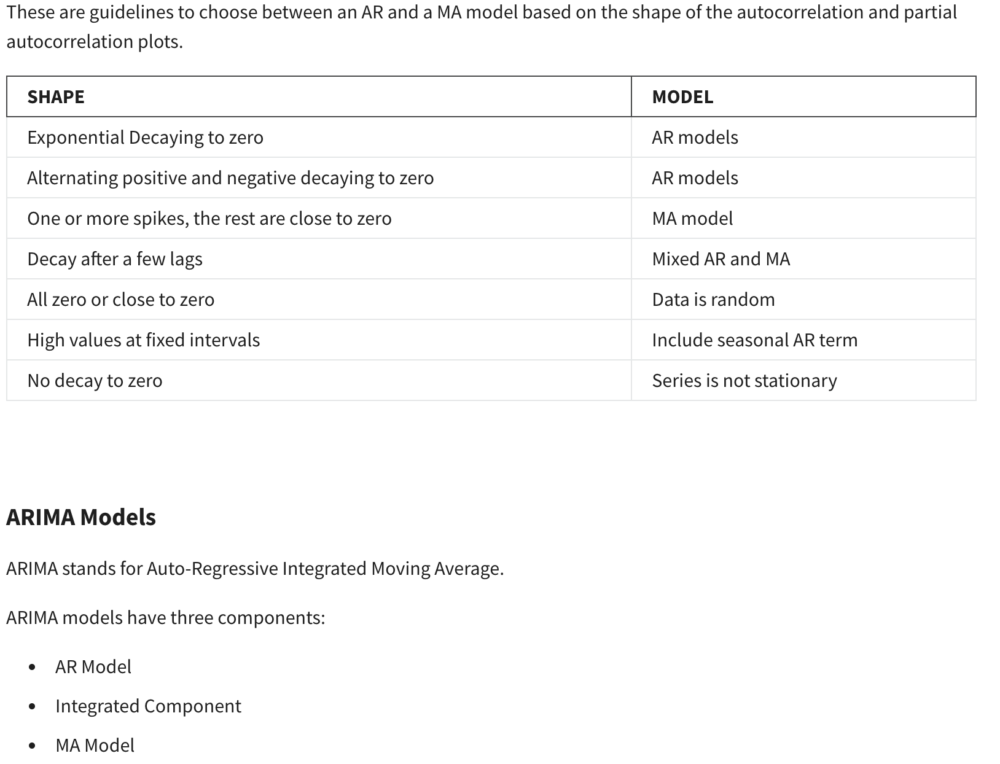 These are guidelines to choose between an AR and a MA model based on the shape of the autocorrelation and partial
autocorrelation plots.
SHAPE MODEL
Exponential Decaying to zero AR models
Alternating positive and negative decaying to zero AR models
One or more spikes, the rest are close to zero MA model
Decay after a few lags Mixed AR and MA
All zero or close to zero Data is random
High values at fixed intervals Include seasonal AR term
No decay to zero Series is not stationary
ARIMA Models
ARIMA stands for Auto-Regressive Integrated Moving Average.
ARIMA models have three components:
• AR Model
• Integrated Component
• MA Model